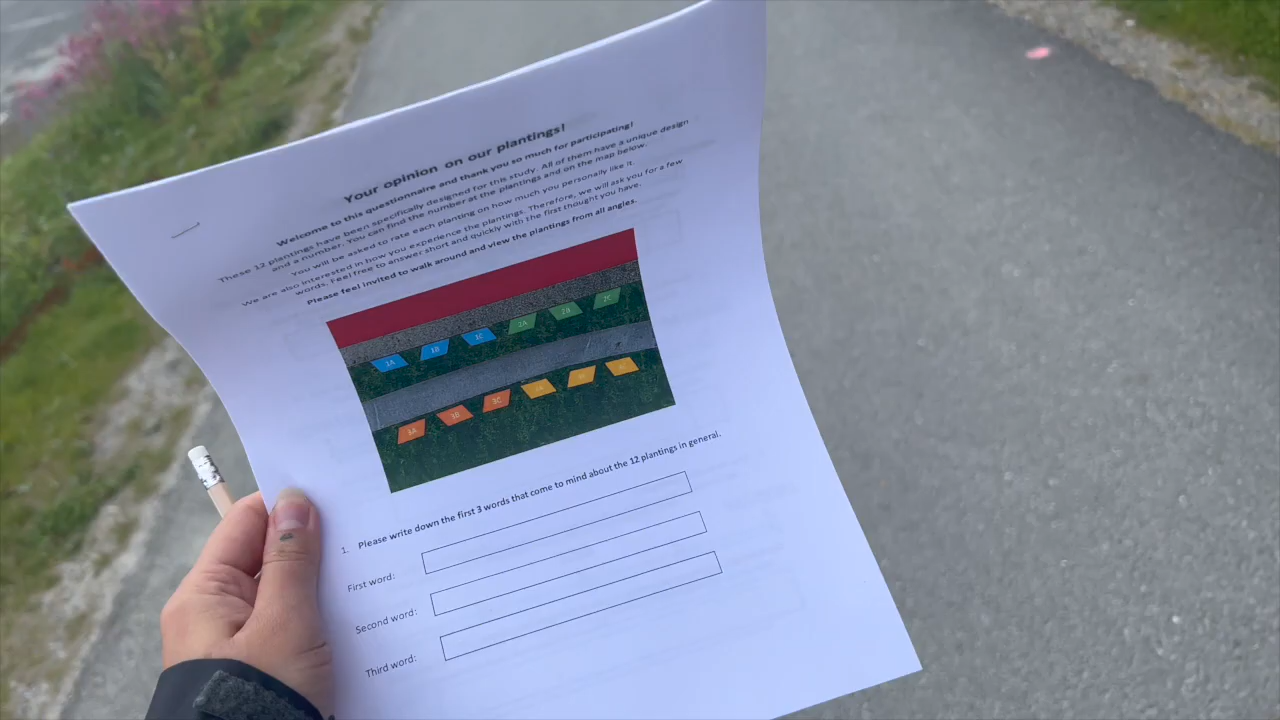 Your opinion on our plantings!
Welcome to this questionnaire and thank you so much for participating!
These 12 plantings have been specifically designed for this study. All of them have a unique design
and a number. You can find the number at the plantings and on the map below.
You will be asked to rate each planting on how much you personally like it.
We are also interested in how you experience the plantings. Therefore, we will ask you for a few
words. Feel free to answer short and quickly with the first thought you have.
Please feel invited to walk around and view the plantings from all angles.
1A 1B 1C 2A 2B 2C
3A 3B 3C
1. Please write down the first 3 words that come to mind about the 12 plantings in general.
First word:
Second word:
Third word: